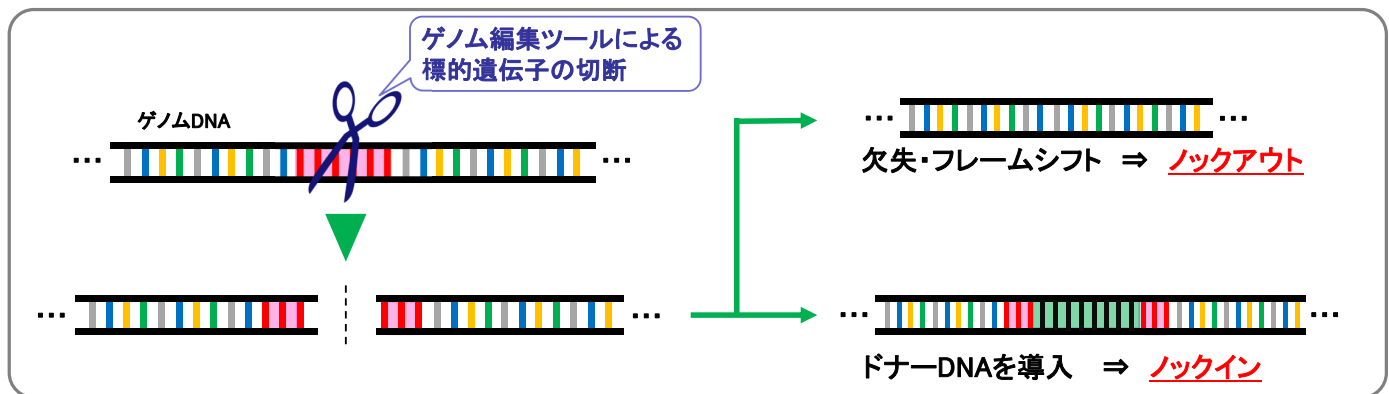 ゲノム編集ツールによる
標的遺伝子の切断
ゲノムDNA
欠失・フレームシフト ⇒ ノックアウト
ドナーDNAを導入 ⇒ ノックイン